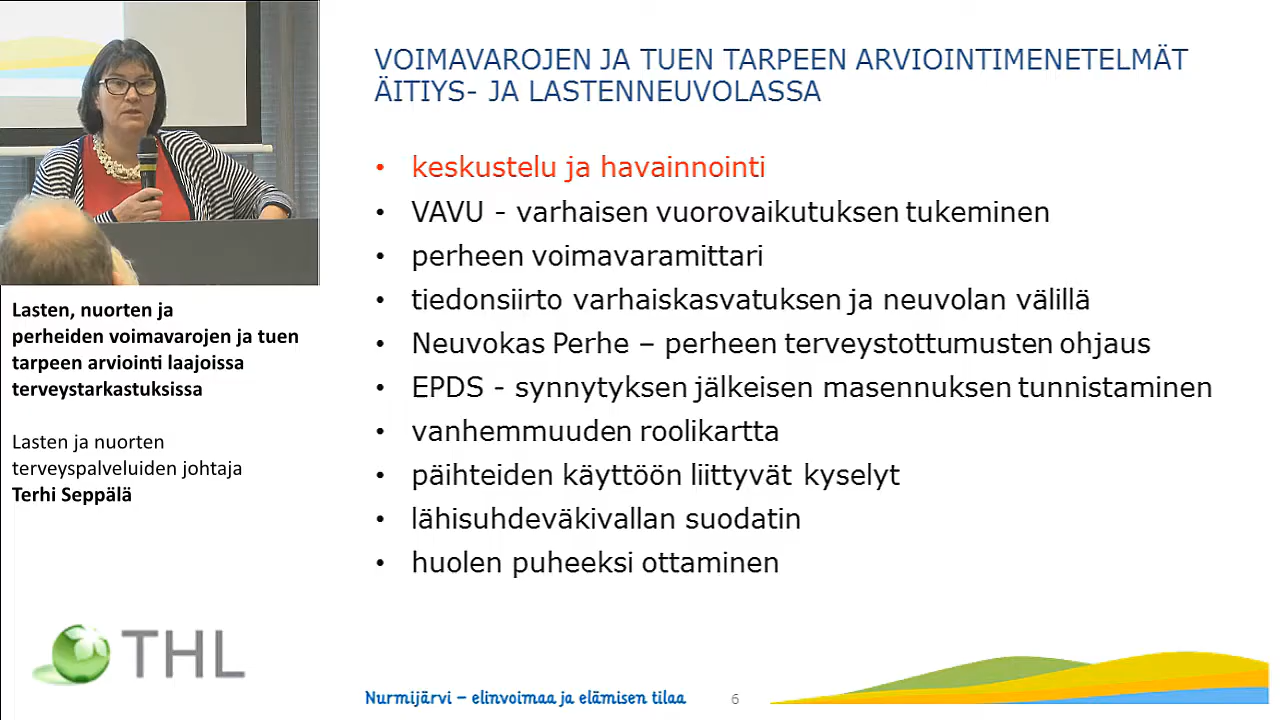 VOIMAVAROJEN JA TUEN TARPEEN ARVIOINTIMENETELMÄT
ÄITIYS- JA LASTENNEUVOLASSA
• keskustelu ja havainnointi
• VAVU - varhaisen vuorovaikutuksen tukeminen
• perheen voimavaramittari
• tiedonsiirto varhaiskasvatuksen ja neuvolan välillä
• Neuvokas Perhe – perheen terveystottumusten ohjaus
• EPDS - synnytyksen jälkeisen masennuksen tunnistaminen
• vanhemmuuden roolikartta
• päihteiden käyttöön liittyvät kyselyt
• lähisuhdeväkivallan suodatin
• huolen puheeksi ottaminen
Lasten, nuorten ja
perheiden voimavarojen ja tuen
tarpeen arviointi laajoissa
terveystarkastuksissa
Lasten ja nuorten
terveyspalveluiden johtaja
Terhi Seppälä
THL
Nurmijärvi – elinvoimaa ja elämisen tilaa
6